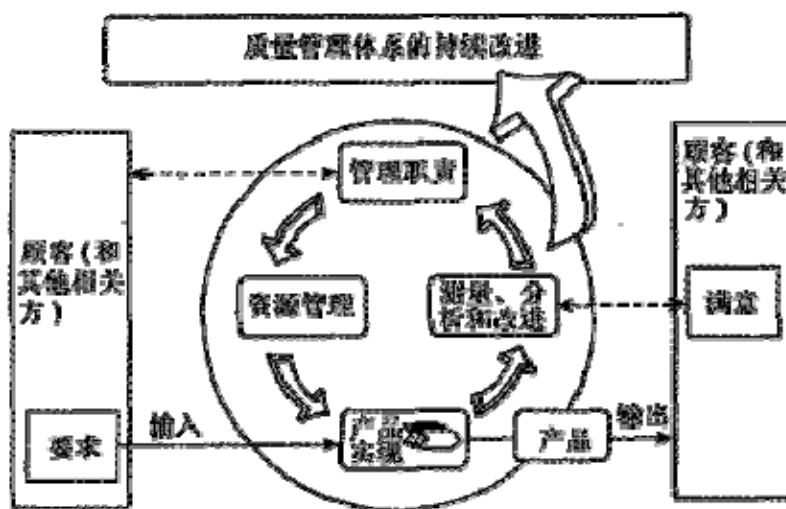 质量管理体系的持续改进
顾客(和
其他相关
方)
管理职责
顾客(和
其他相关
方)
资源管理
测量、分
析和改进
满意
要求
输入
产品
实现
产品
输出